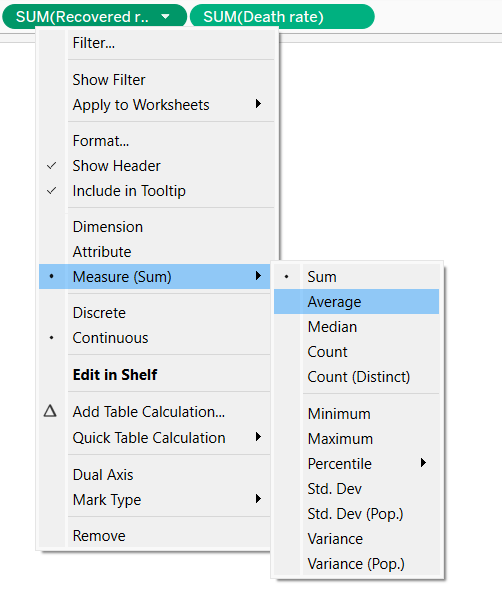 SUM(Recovered r..
SUM(Death rate)
Filter...
Show Filter
Apply to Worksheets
Format...
Show Header
Include in Tooltip
Dimension
Attribute
Measure (Sum)
Discrete
Continuous
Edit in Shelf
Add Table Calculation...
Quick Table Calculation
Dual Axis
Mark Type
Remove
Sum
Average
Median
Count
Count (Distinct)
Minimum
Maximum
Percentile
Std. Dev
Std. Dev (Pop.)
Variance
Variance (Pop.)